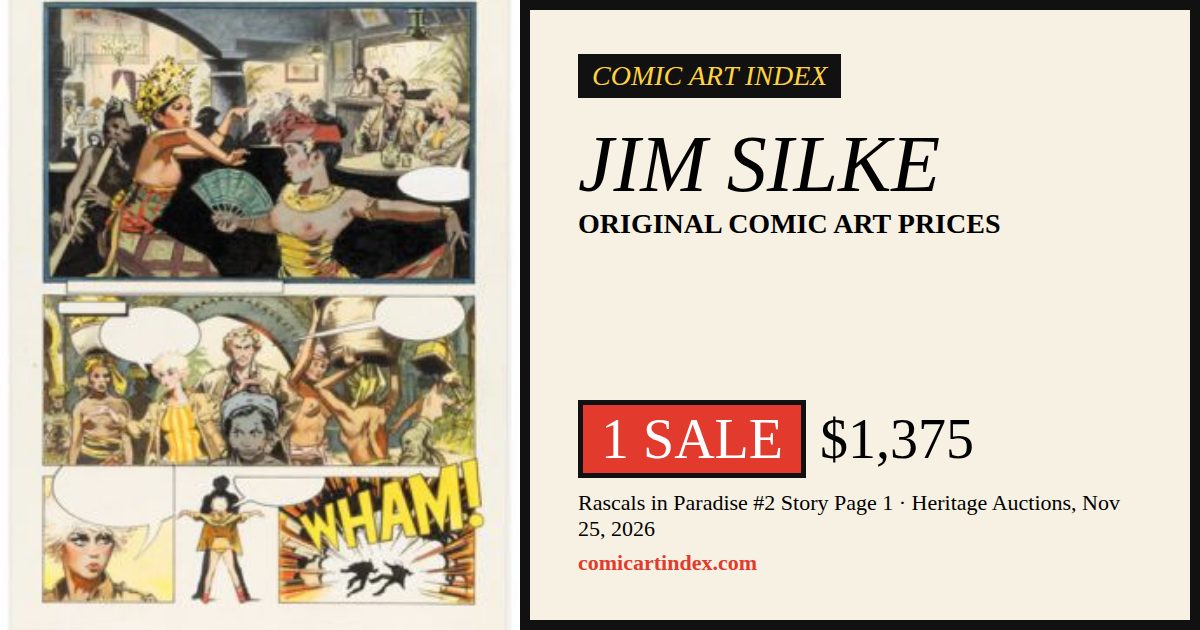 WHAM!
COMIC ART INDEX
JIM SILKE
ORIGINAL COMIC ART PRICES
1 SALE $1,375
Rascals in Paradise #2 Story Page 1 · Heritage Auctions, Nov
25, 2026
comicartindex.com